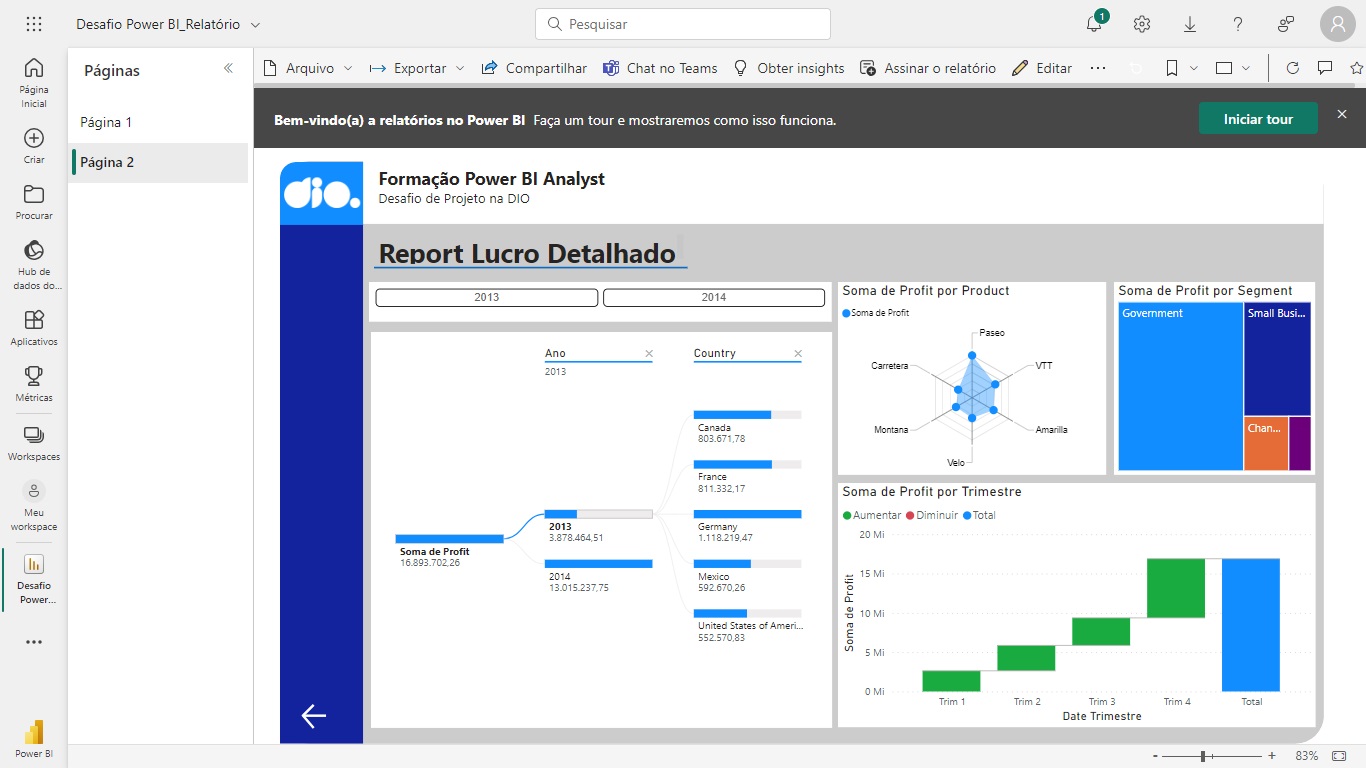 Desafio Power BI_Relatório
Pesquisar
1
Página Inicial
Criar
Procurar
Hub de dados do...
Aplicativos
Métricas
Workspaces
Meu workspace
Desafio Power...
Power BI
Páginas
Página 1
Página 2
Arquivo
Exportar
Compartilhar
Chat no Teams
Obter insights
Assinar o relatório
Editar
Bem-vindo(a) a relatórios no Power BI Faça um tour e mostraremos como isso funciona.
Iniciar tour
dio.
Formação Power BI Analyst
Desafio de Projeto na DIO
Report Lucro Detalhado
2013
2014
Ano
2013
Country
Soma de Profit
16.893.702,26
2013
3.878.464,51
2014
13.015.237,75
Canada
803.671,78
France
811.332,17
Germany
1.118.219,47
Mexico
592.670,26
United States of Ameri...
552.570,83
Soma de Profit por Product
Soma de Profit
Paseo
VTT
Amarilla
Velo
Montana
Carretera
Soma de Profit por Segment
Government
Small Busi...
Chan...
Soma de Profit por Trimestre
Aumentar Diminuir Total
Soma de Profit
20 Mi
15 Mi
10 Mi
5 Mi
0 Mi
Trim 1
Trim 2
Trim 3
Trim 4
Total
Date Trimestre
83%